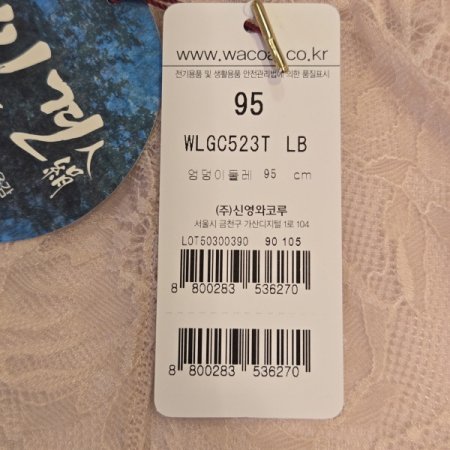 www.wacoal.co.kr
전기용품 및 생활용품 안전관리법에 의한 품질표시
95
WLGC523T LB
엉덩이둘레 95 cm
(주)신영와코루
서울시 금천구 가산디지털 1로 104
LOT50300390 90 105
8 800283 536270
8 800283 536270
견
絹